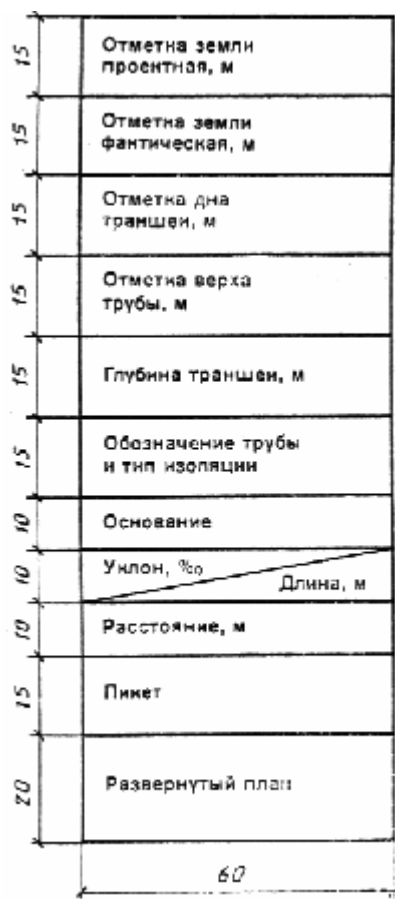 15
Отметка земли
проектная, м
15
Отметка земли
фактическая, м
15
Отметка дна
траншеи, м
15
Отметка верха
трубы, м
15
Глубина траншеи, м
15
Обозначение трубы
и тип изоляции
10
Основание
10
Уклон, ‰
Длина, м
10
Расстояние, м
15
Пикет
20
Развернутый план
60